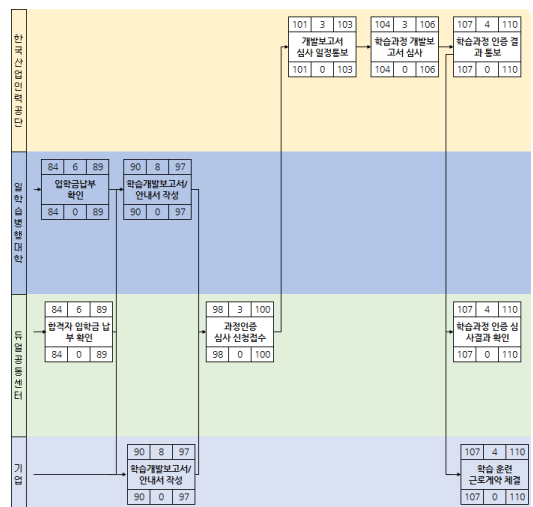 한국산업인력공단
101 3 103
개발보고서
심사 일정통보
101 0 103
104 3 106
학습과정 개발보
고서 심사
104 0 106
107 4 110
학습과정 인증 결
과 통보
107 0 110
일학습병행대학
84 6 89
입학금납부
확인
84 0 89
90 8 97
학습개발보고서/
안내서 작성
90 0 97
듀얼공동센터
84 6 89
합격자 입학금 납
부 확인
84 0 89
98 3 100
과정인증
심사 신청접수
98 0 100
107 4 110
학습과정 인증 심
사결과 확인
107 0 110
기업
90 8 97
학습개발보고서/
안내서 작성
90 0 97
107 4 110
학습 훈련
근로계약 체결
107 0 110